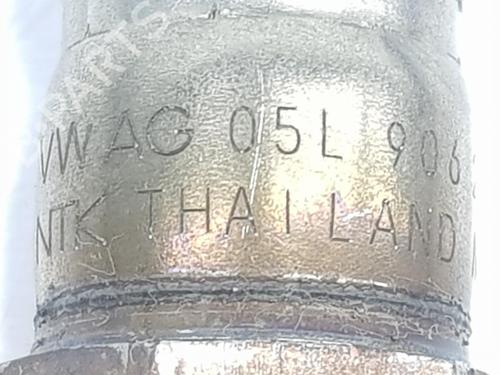 VW AG 05L 906
NTK THAILAND